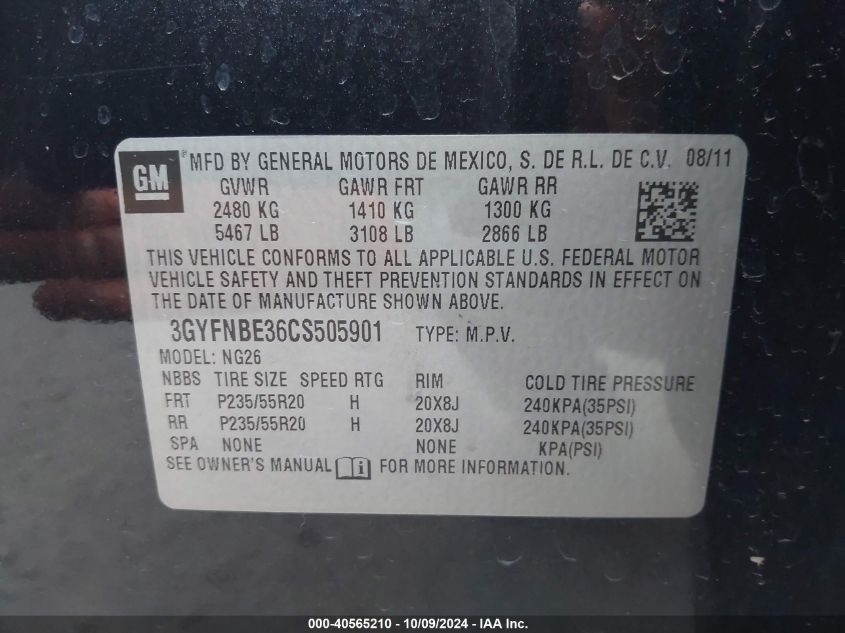 GM ® MFD BY GENERAL MOTORS DE MEXICO, S. DE R.L. DE C.V. 08/11
GVWR GAWR FRT GAWR RR
2480 KG 1410 KG 1300 KG
5467 LB 3108 LB 2866 LB
THIS VEHICLE CONFORMS TO ALL APPLICABLE U.S. FEDERAL MOTOR
VEHICLE SAFETY AND THEFT PREVENTION STANDARDS IN EFFECT ON
THE DATE OF MANUFACTURE SHOWN ABOVE.
3GYFNBE36CS505901 TYPE: M.P.V.
MODEL: NG26
NBBS TIRE SIZE SPEED RTG RIM COLD TIRE PRESSURE
FRT P235/55R20 H 20X8J 240KPA(35PSI)
RR P235/55R20 H 20X8J 240KPA(35PSI)
SPA NONE NONE KPA(PSI)
SEE OWNER'S MANUAL i FOR MORE INFORMATION.
000-40565210 - 10/09/2024 - IAA Inc.